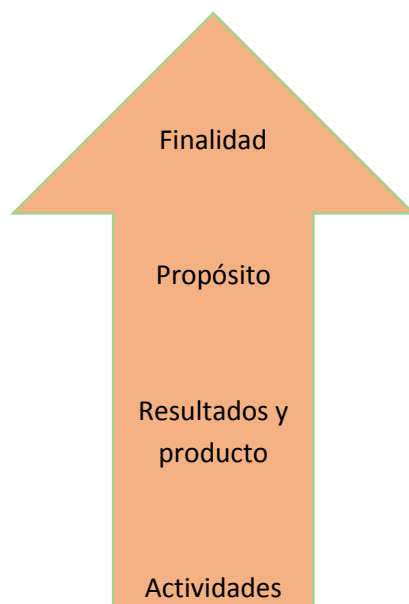 Finalidad
Propósito
Resultados y
producto
Actividades